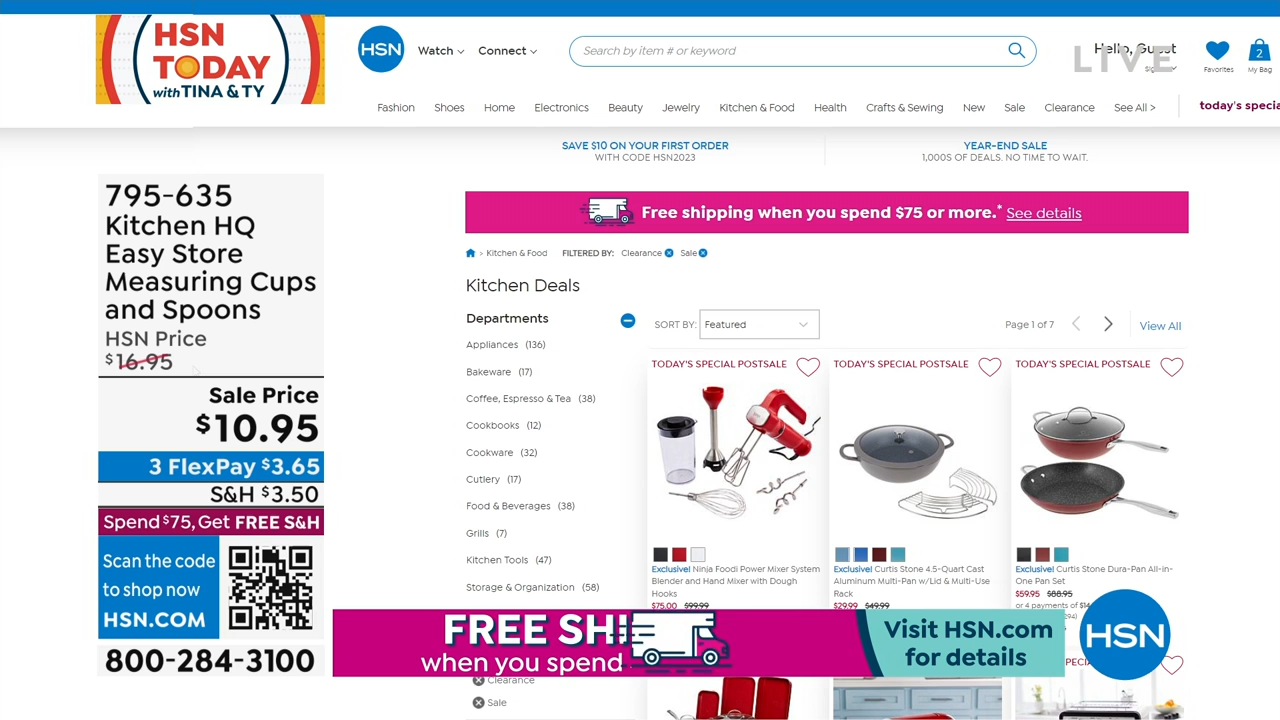 HSN
TODAY
with TINA & TY
HSN
Watch
Connect
Search by item # or keyword
Hello, Guest
LIVE
Favorites
2
My Bag
Fashion
Shoes
Home
Electronics
Beauty
Jewelry
Kitchen & Food
Health
Crafts & Sewing
New
Sale
Clearance
See All >
today's specia
SAVE $10 ON YOUR FIRST ORDER
WITH CODE HSN2023
YEAR-END SALE
1,000S OF DEALS. NO TIME TO WAIT.
795-635
Kitchen HQ
Easy Store
Measuring Cups
and Spoons
HSN Price
$16.95
Sale Price
$10.95
3 FlexPay $3.65
S&H $3.50
Spend $75, Get FREE S&H
Scan the code
to shop now
HSN.COM
800-284-3100
Free shipping when you spend $75 or more.* See details
> Kitchen & Food FILTERED BY: Clearance Sale
Kitchen Deals
Departments
Appliances (136)
Bakeware (17)
Coffee, Espresso & Tea (38)
Cookbooks (12)
Cookware (32)
Cutlery (17)
Food & Beverages (38)
Grills (7)
Kitchen Tools (47)
Storage & Organization (58)
Clearance
Sale
SORT BY: Featured
Page 1 of 7
View All
TODAY'S SPECIAL POSTSALE
Exclusive! Ninja Foodi Power Mixer System
Blender and Hand Mixer with Dough
Hooks
$75.00 $99.99
TODAY'S SPECIAL POSTSALE
Exclusive! Curtis Stone 4.5-Quart Cast
Aluminum Multi-Pan w/Lid & Multi-Use
Rack
$29.99 $49.99
TODAY'S SPECIAL POSTSALE
Exclusive! Curtis Stone Dura-Pan All-in-
One Pan Set
$59.95 $88.95
or 4 payments of $14
294)
FREE SHI
when you spend
Visit HSN.com
for details
HSN